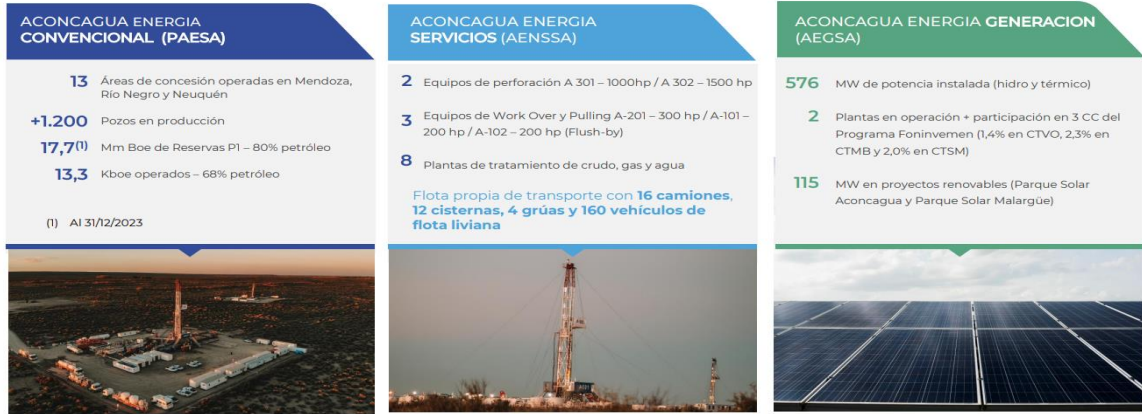 ACONCAGUA ENERGIA
CONVENCIONAL (PAESA)
13 Áreas de concesión operadas en Mendoza,
Río Negro y Neuquén
+1.200 Pozos en producción
17,7(1) Mm Boe de Reservas P1 – 80% petróleo
13,3 Kboe operados – 68% petróleo
(1) Al 31/12/2023
ACONCAGUA ENERGIA
SERVICIOS (AENSSA)
2 Equipos de perforación A 301 – 1000hp / A 302 – 1500 hp
3 Equipos de Work Over y Pulling A-201 – 300 hp / A-101 –
200 hp / A-102 – 200 hp (Flush-by)
8 Plantas de tratamiento de crudo, gas y agua
Flota propia de transporte con 16 camiones,
12 cisternas, 4 grúas y 160 vehículos de
flota liviana
ACONCAGUA ENERGIA GENERACION
(AEGSA)
576 MW de potencia instalada (hidro y térmico)
2 Plantas en operación + participación en 3 CC del
Programa Foninvemen (1,4% en CTVO, 2,3% en
CTMB y 2,0% en CTSM)
115 MW en proyectos renovables (Parque Solar
Aconcagua y Parque Solar Malargüe)